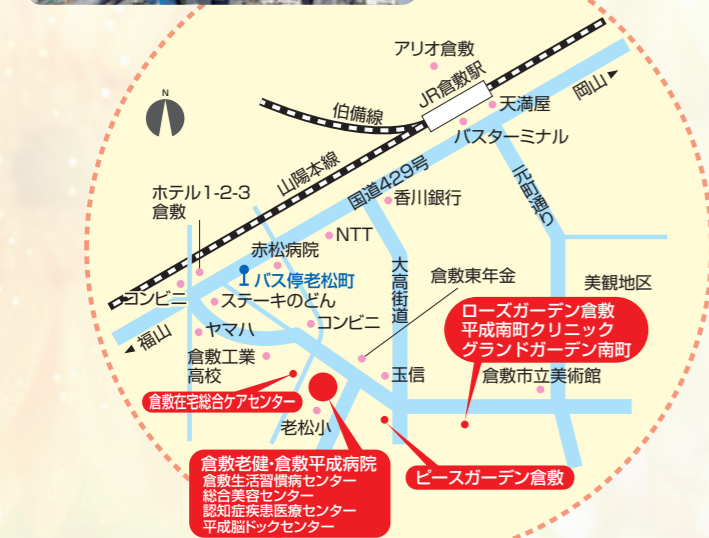 アリオ倉敷
JR倉敷駅
岡山
天満屋
バスターミナル
伯備線
N
山陽本線
国道429号
元町通り
香川銀行
ホテル1-2-3
倉敷
NTT
赤松病院
大高街道
倉敷東年金
美観地区
バス停老松町
コンビニ
ステーキのどん
コンビニ
福山
ヤマハ
ローズガーデン倉敷
平成南町クリニック
グランドガーデン南町
倉敷工業
高校
玉信
倉敷市立美術館
倉敷在宅総合ケアセンター
老松小
倉敷老健・倉敷平成病院
倉敷生活習慣病センター
総合美容センター
認知症疾患医療センター
平成脳ドックセンター
ピースガーデン倉敷